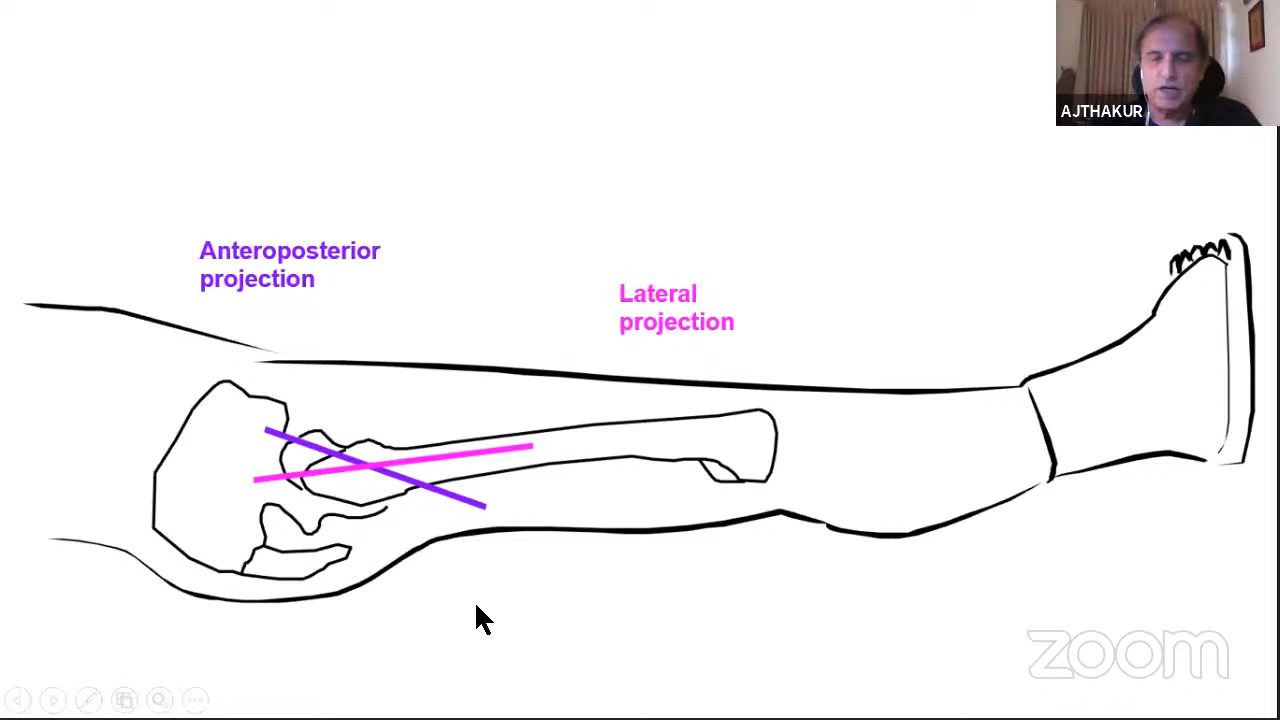 AJTHAKUR
Anteroposterior
projection
Lateral
projection
zoom